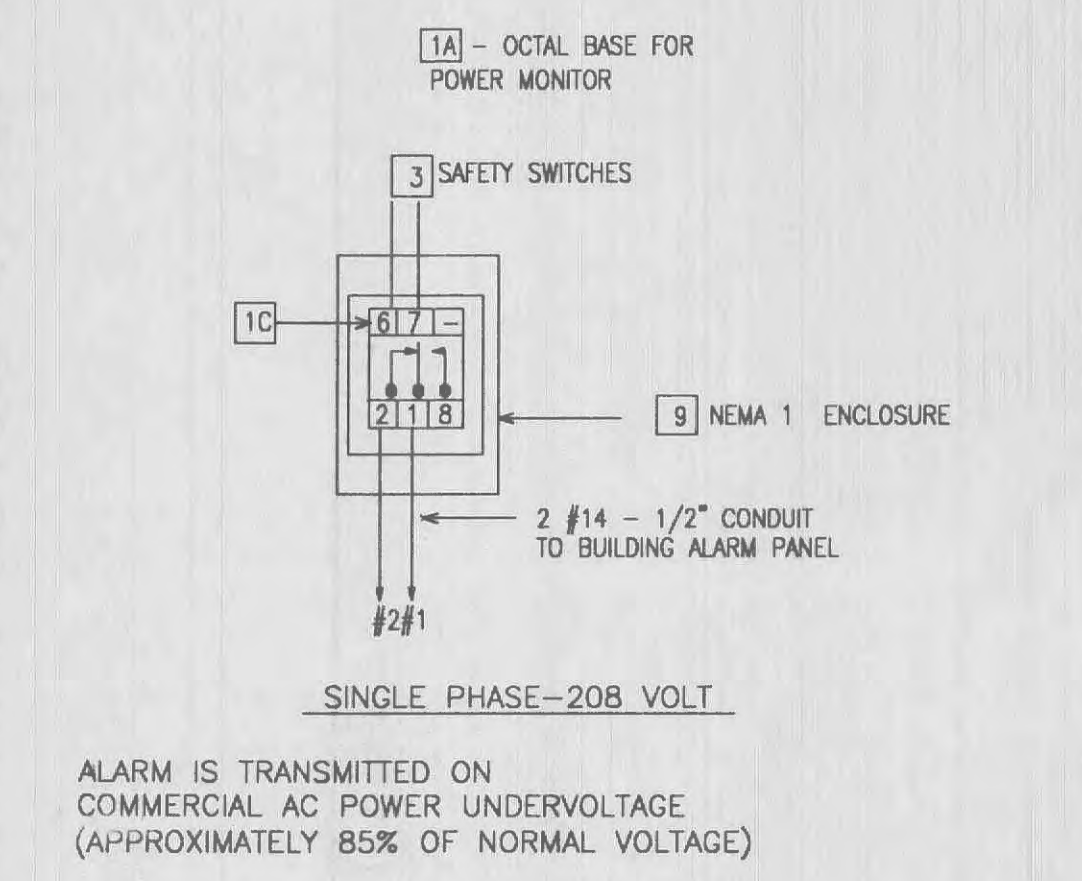 1A - OCTAL BASE FOR
POWER MONITOR
3 SAFETY SWITCHES
1C
6 7 -
2 1 8
9 NEMA 1 ENCLOSURE
2 #14 - 1/2" CONDUIT
TO BUILDING ALARM PANEL
#2#1
SINGLE PHASE-208 VOLT
ALARM IS TRANSMITTED ON
COMMERCIAL AC POWER UNDERVOLTAGE
(APPROXIMATELY 85% OF NORMAL VOLTAGE)